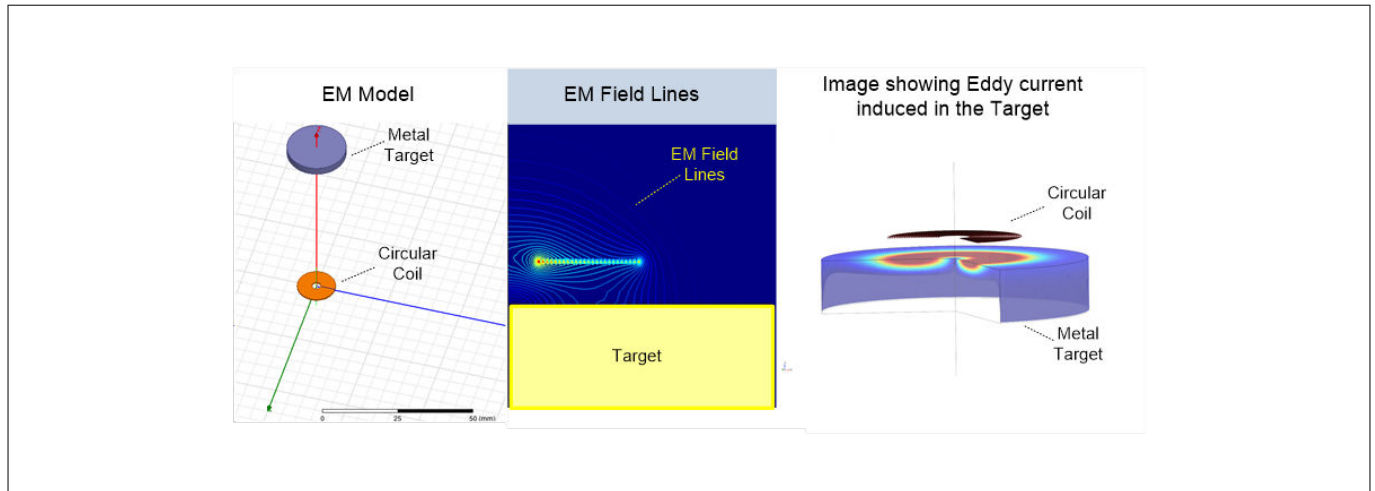 EM Model
Metal
Target
Circular
Coil
0
25
50 (mm)
EM Field Lines
EM Field
Lines
Target
Image showing Eddy current
induced in the Target
Circular
Coil
Metal
Target